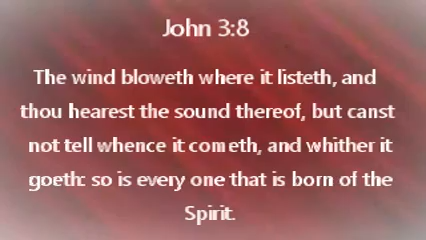 John 3:8
The wind bloweth where it listeth, and
thou hearest the sound thereof, but canst
not tell whence it cometh, and whither it
goeth: so is every one that is born of the
Spirit.